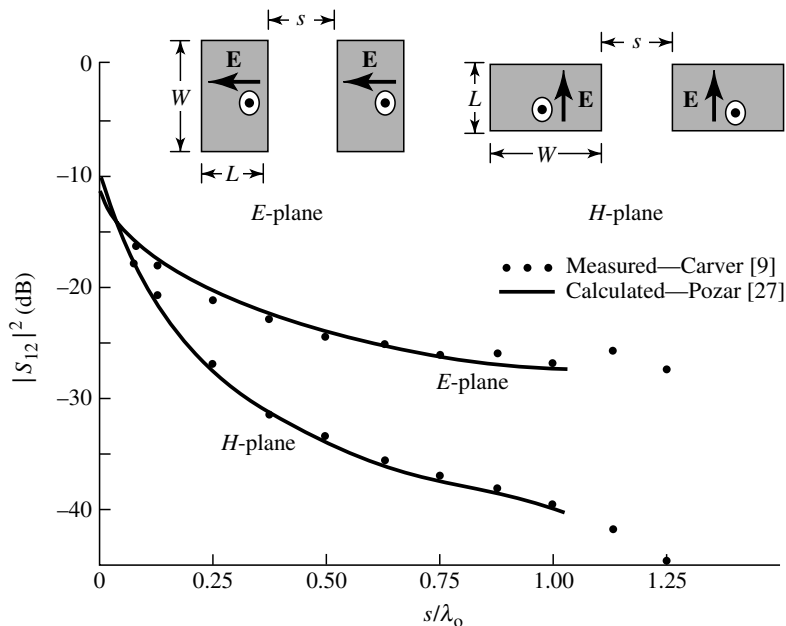 s
s
0
E
E
W
L
E
E
L
W
−10
E-plane
H-plane
Measured—Carver [9]
Calculated—Pozar [27]
−20
|S₁₂|² (dB)
−30
E-plane
H-plane
−40
0 0.25 0.50 0.75 1.00 1.25
s/λₒ